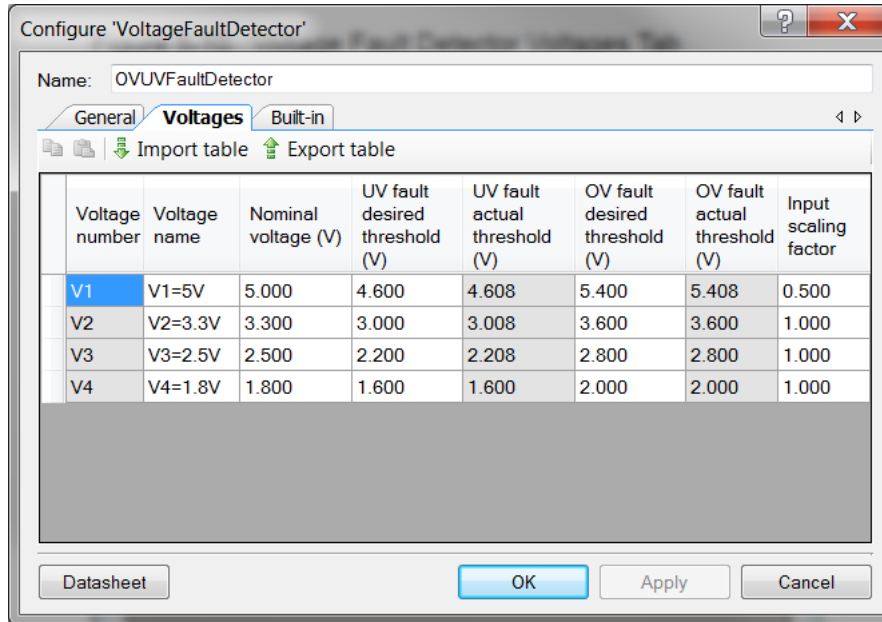 Configure 'VoltageFaultDetector'
Name: OVUVFaultDetector
General Voltages Built-in
Import table Export table
Voltage number Voltage name Nominal voltage (V) UV fault desired threshold (V) UV fault actual threshold (V) OV fault desired threshold (V) OV fault actual threshold (V) Input scaling factor
V1 V1=5V 5.000 4.600 4.608 5.400 5.408 0.500
V2 V2=3.3V 3.300 3.000 3.008 3.600 3.600 1.000
V3 V3=2.5V 2.500 2.200 2.208 2.800 2.800 1.000
V4 V4=1.8V 1.800 1.600 1.600 2.000 2.000 1.000
Datasheet OK Apply Cancel